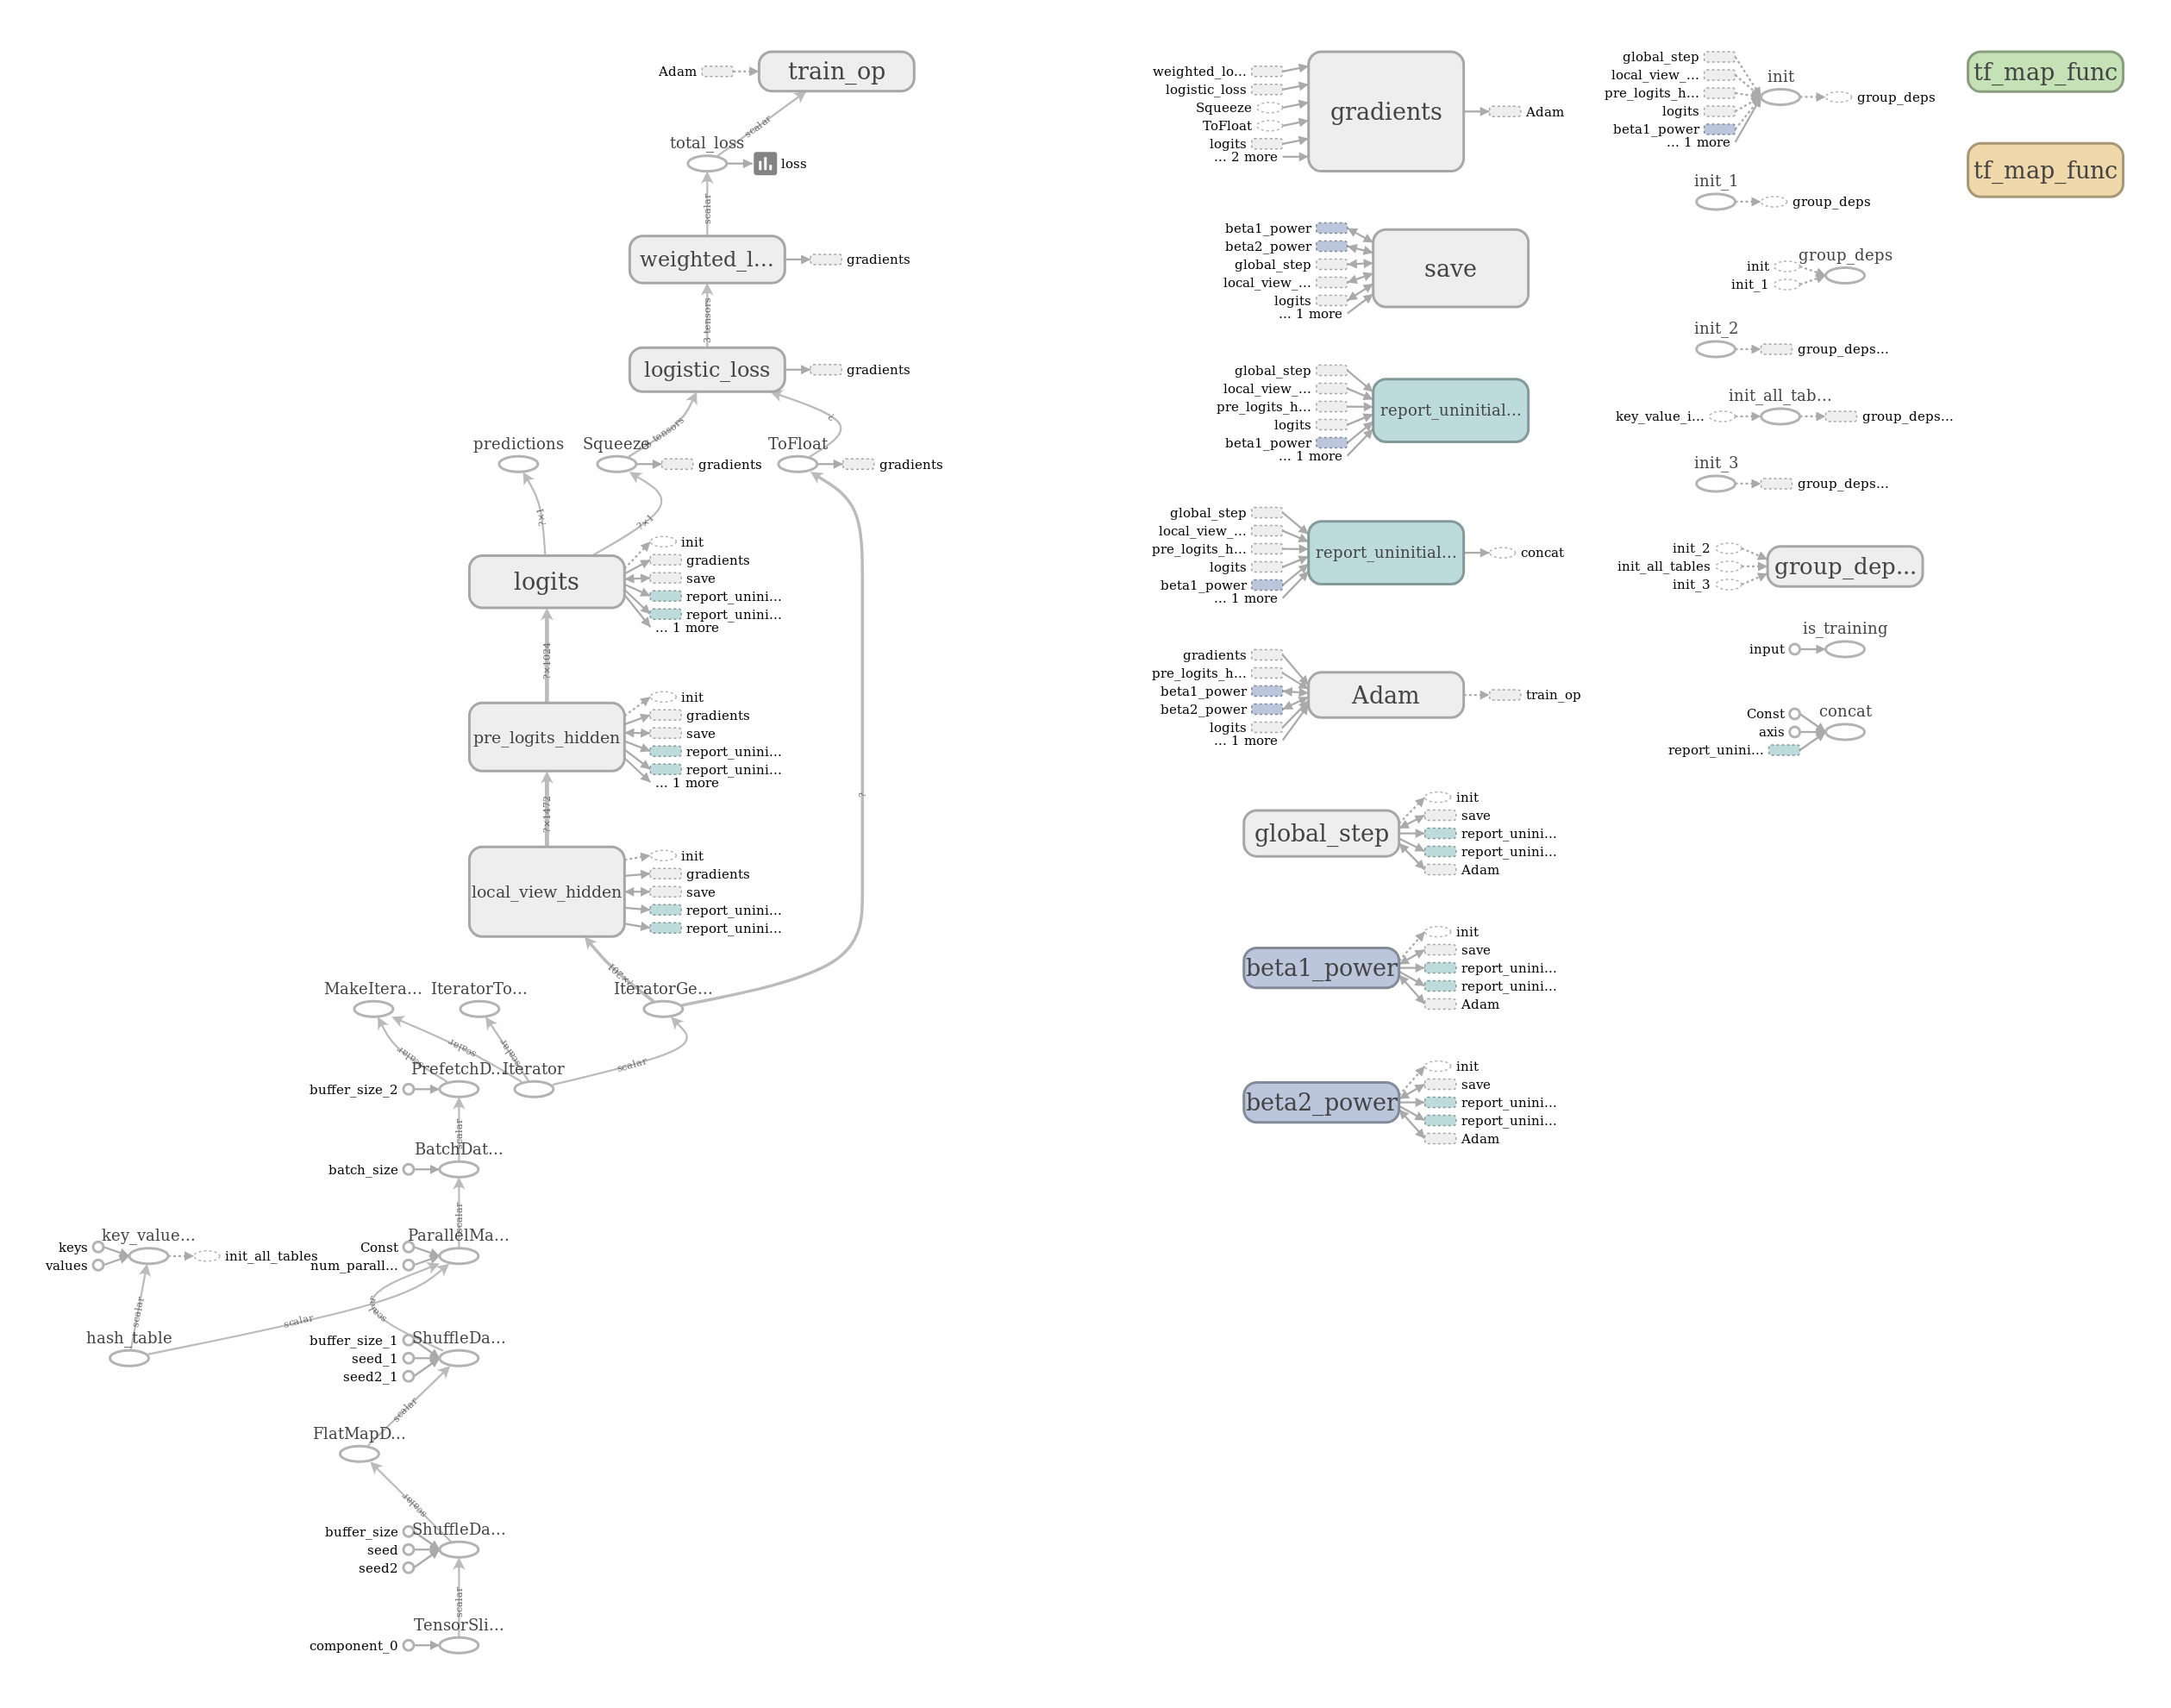 Adam
train_op
scalar
total_loss
loss
scalar
weighted_l...
gradients
3 tensors
logistic_loss
gradients
?
predictions
Squeeze
gradients
ToFloat
gradients
?×1
?×1
logits
init
gradients
save
report_unini...
report_unini...
... 1 more
?×1024
pre_logits_hidden
init
gradients
save
report_unini...
report_unini...
... 1 more
?
?×1472
local_view_hidden
init
gradients
save
report_unini...
report_unini...
MakeItera...
IteratorTo...
IteratorGe...
scalar
scalar
scalar
scalar
PrefetchD...
Iterator
buffer_size_2
scalar
BatchDat...
batch_size
scalar
key_value...
keys
values
init_all_tables
ParallelMa...
Const
num_parall...
scalar
scalar
scalar
hash_table
ShuffleDa...
buffer_size_1
seed_1
seed2_1
scalar
FlatMapD...
scalar
ShuffleDa...
buffer_size
seed
seed2
scalar
TensorSli...
component_0
weighted_lo...
logistic_loss
Squeeze
ToFloat
logits
... 2 more
gradients
Adam
beta1_power
beta2_power
global_step
local_view_...
logits
... 1 more
save
global_step
local_view_...
pre_logits_h...
logits
beta1_power
... 1 more
report_uninitial...
global_step
local_view_...
pre_logits_h...
logits
beta1_power
... 1 more
report_uninitial...
concat
gradients
pre_logits_h...
beta1_power
beta2_power
logits
... 1 more
Adam
train_op
global_step
init
save
report_unini...
report_unini...
Adam
beta1_power
init
save
report_unini...
report_unini...
Adam
beta2_power
init
save
report_unini...
report_unini...
Adam
global_step
local_view_...
pre_logits_h...
logits
beta1_power
... 1 more
init
group_deps
init_1
group_deps
group_deps
init
init_1
init_2
group_deps...
init_all_tab...
key_value_i...
group_deps...
init_3
group_deps...
init_2
init_all_tables
init_3
group_dep...
is_training
input
concat
Const
axis
report_unini...
tf_map_func
tf_map_func